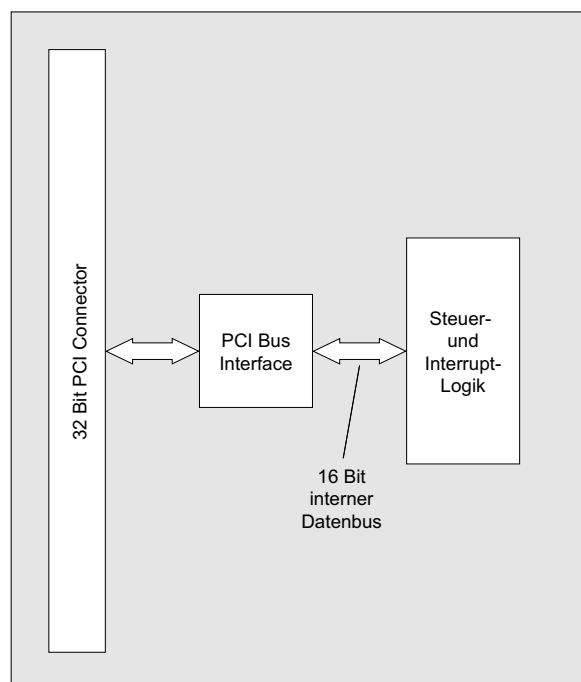 32 Bit PCI Connector
PCI Bus
Interface
Steuer-
und
Interrupt-
Logik
16 Bit
interner
Datenbus